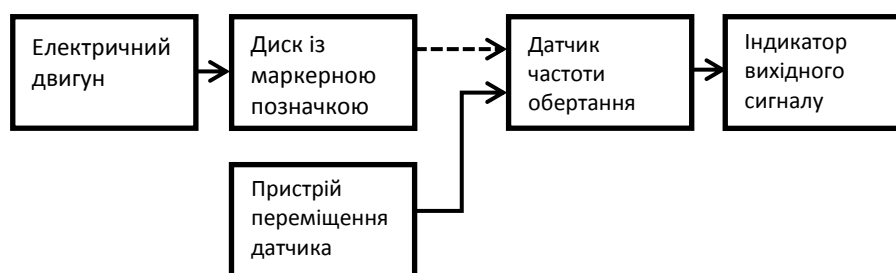 Електричний
двигун
Диск із
маркерною
позначкою
Датчик
частоти
обертання
Індикатор
вихідного
сигналу
Пристрій
переміщення
датчика